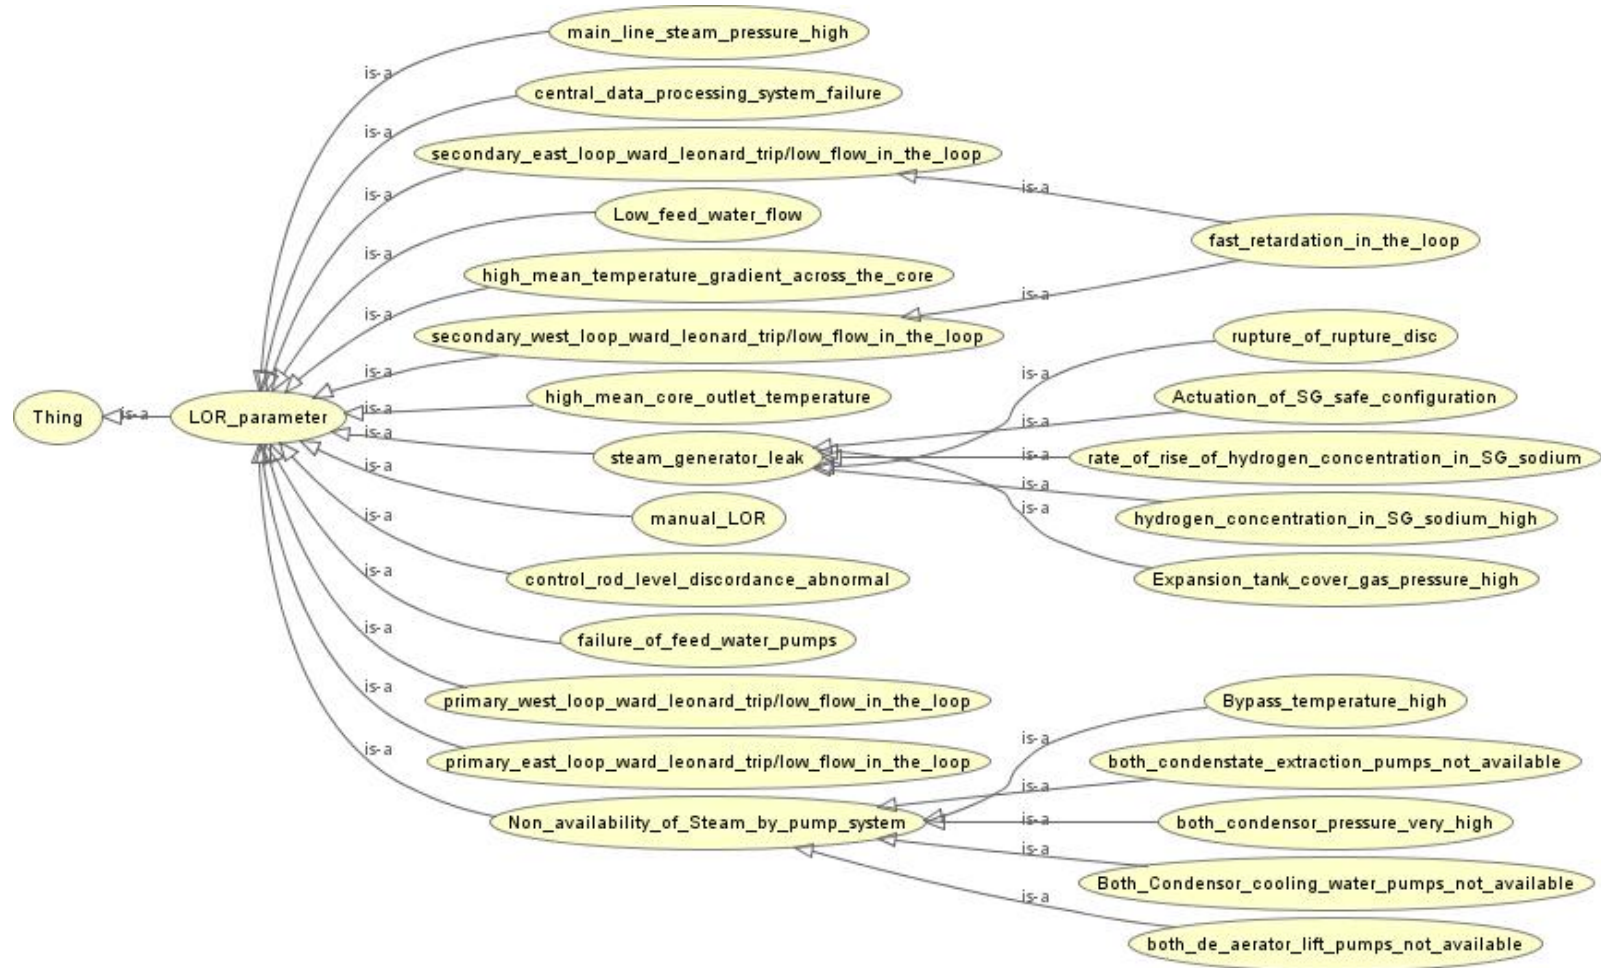 main_line_steam_pressure_high
is-a
central_data_processing_system_failure
is-a
secondary_east_loop_ward_leonard_trip/low_flow_in_the_loop
is-a
is-a
Low_feed_water_flow
fast_retardation_in_the_loop
is-a
high_mean_temperature_gradient_across_the_core
is-a
is-a
secondary_west_loop_ward_leonard_trip/low_flow_in_the_loop
rupture_of_rupture_disc
is-a
is-a
high_mean_core_outlet_temperature
Actuation_of_SG_safe_configuration
Thing
is-a
LOR_parameter
is-a
is-a
is-a
steam_generator_leak
is-a
rate_of_rise_of_hydrogen_concentration_in_SG_sodium
is-a
is-a
is-a
manual_LOR
hydrogen_concentration_in_SG_sodium_high
is-a
control_rod_level_discordance_abnormal
Expansion_tank_cover_gas_pressure_high
is-a
failure_of_feed_water_pumps
is-a
primary_west_loop_ward_leonard_trip/low_flow_in_the_loop
Bypass_temperature_high
is-a
is-a
primary_east_loop_ward_leonard_trip/low_flow_in_the_loop
both_condenstate_extraction_pumps_not_available
is-a
is-a
Non_availability_of_Steam_by_pump_system
is-a
both_condensor_pressure_very_high
is-a
Both_Condensor_cooling_water_pumps_not_available
is-a
both_de_aerator_lift_pumps_not_available